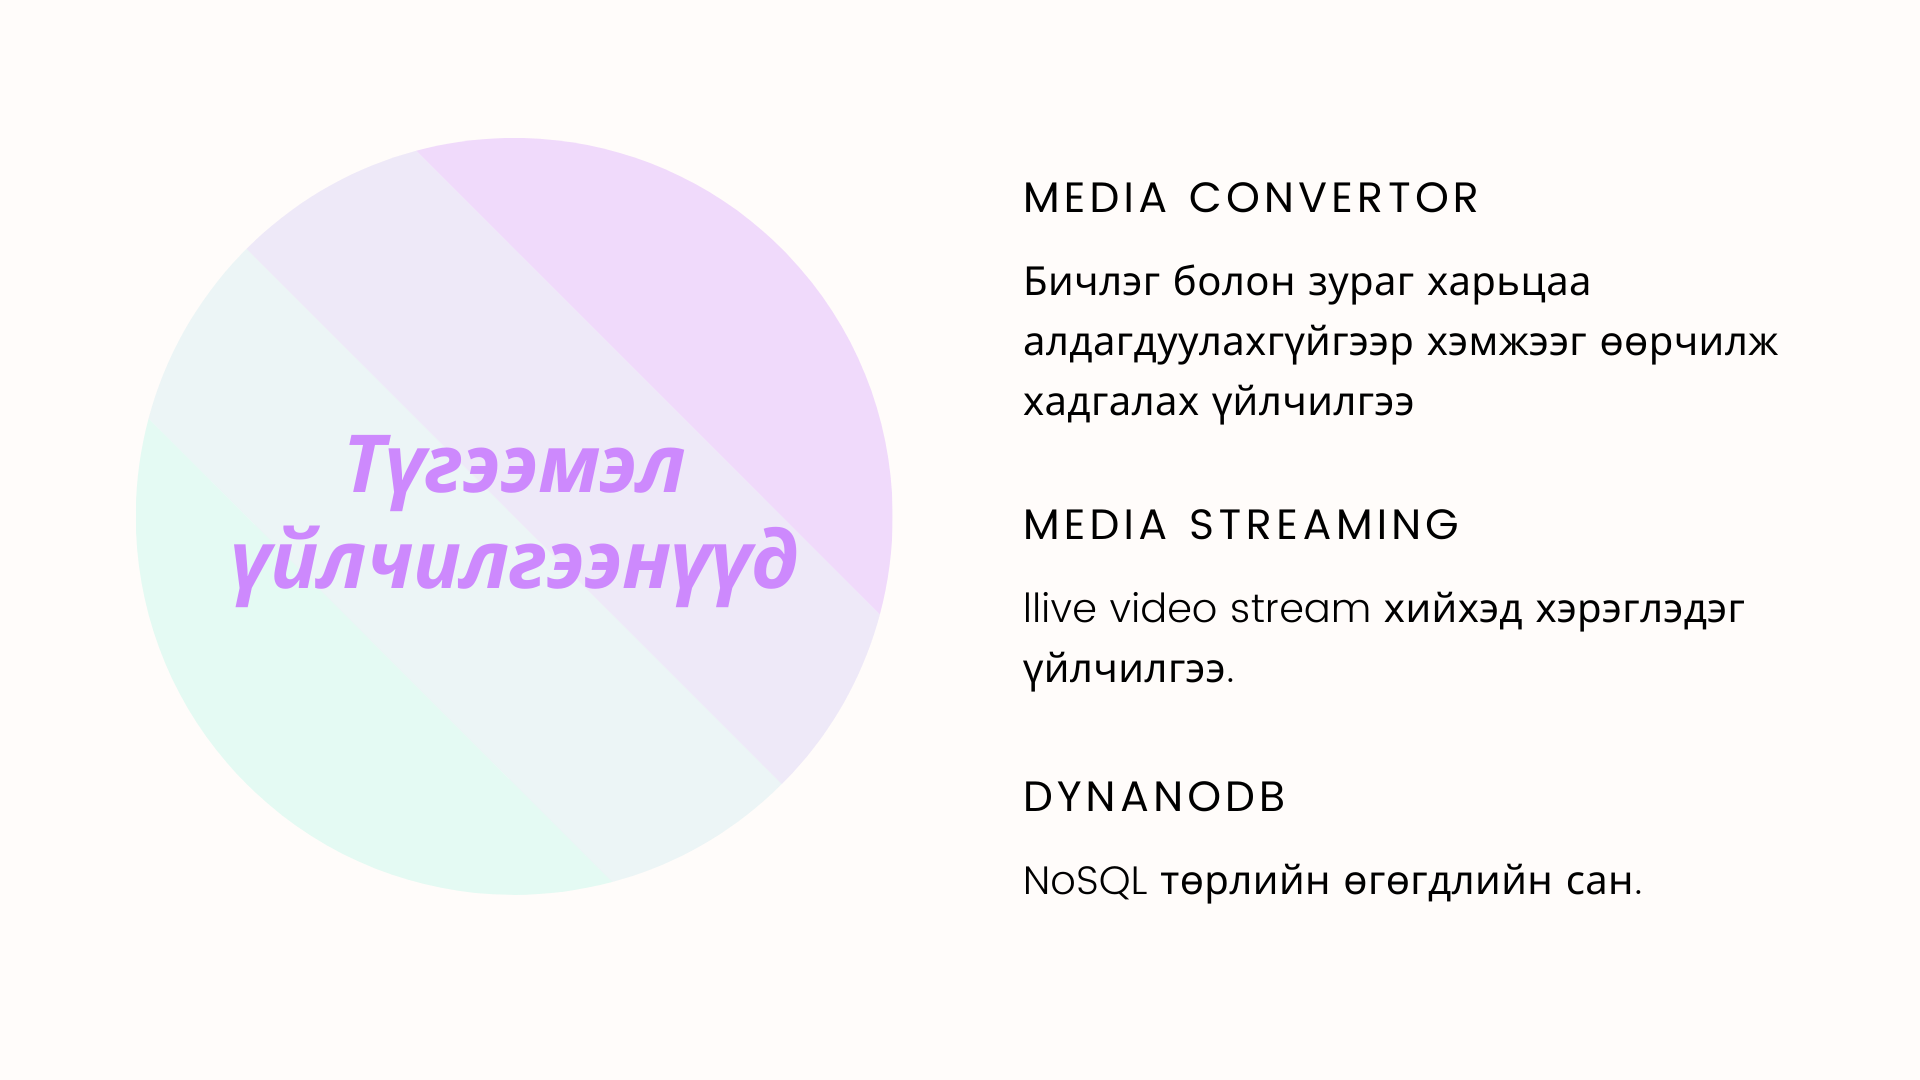 Түгээмэл
үйлчилгээнүүд
MEDIA CONVERTOR
Бичлэг болон зураг харьцаа
алдагдуулахгүйгээр хэмжээг өөрчилж
хадгалах үйлчилгээ
MEDIA STREAMING
llive video stream хийхэд хэрэглэдэг
үйлчилгээ.
DYNANODB
NoSQL төрлийн өгөгдлийн сан.